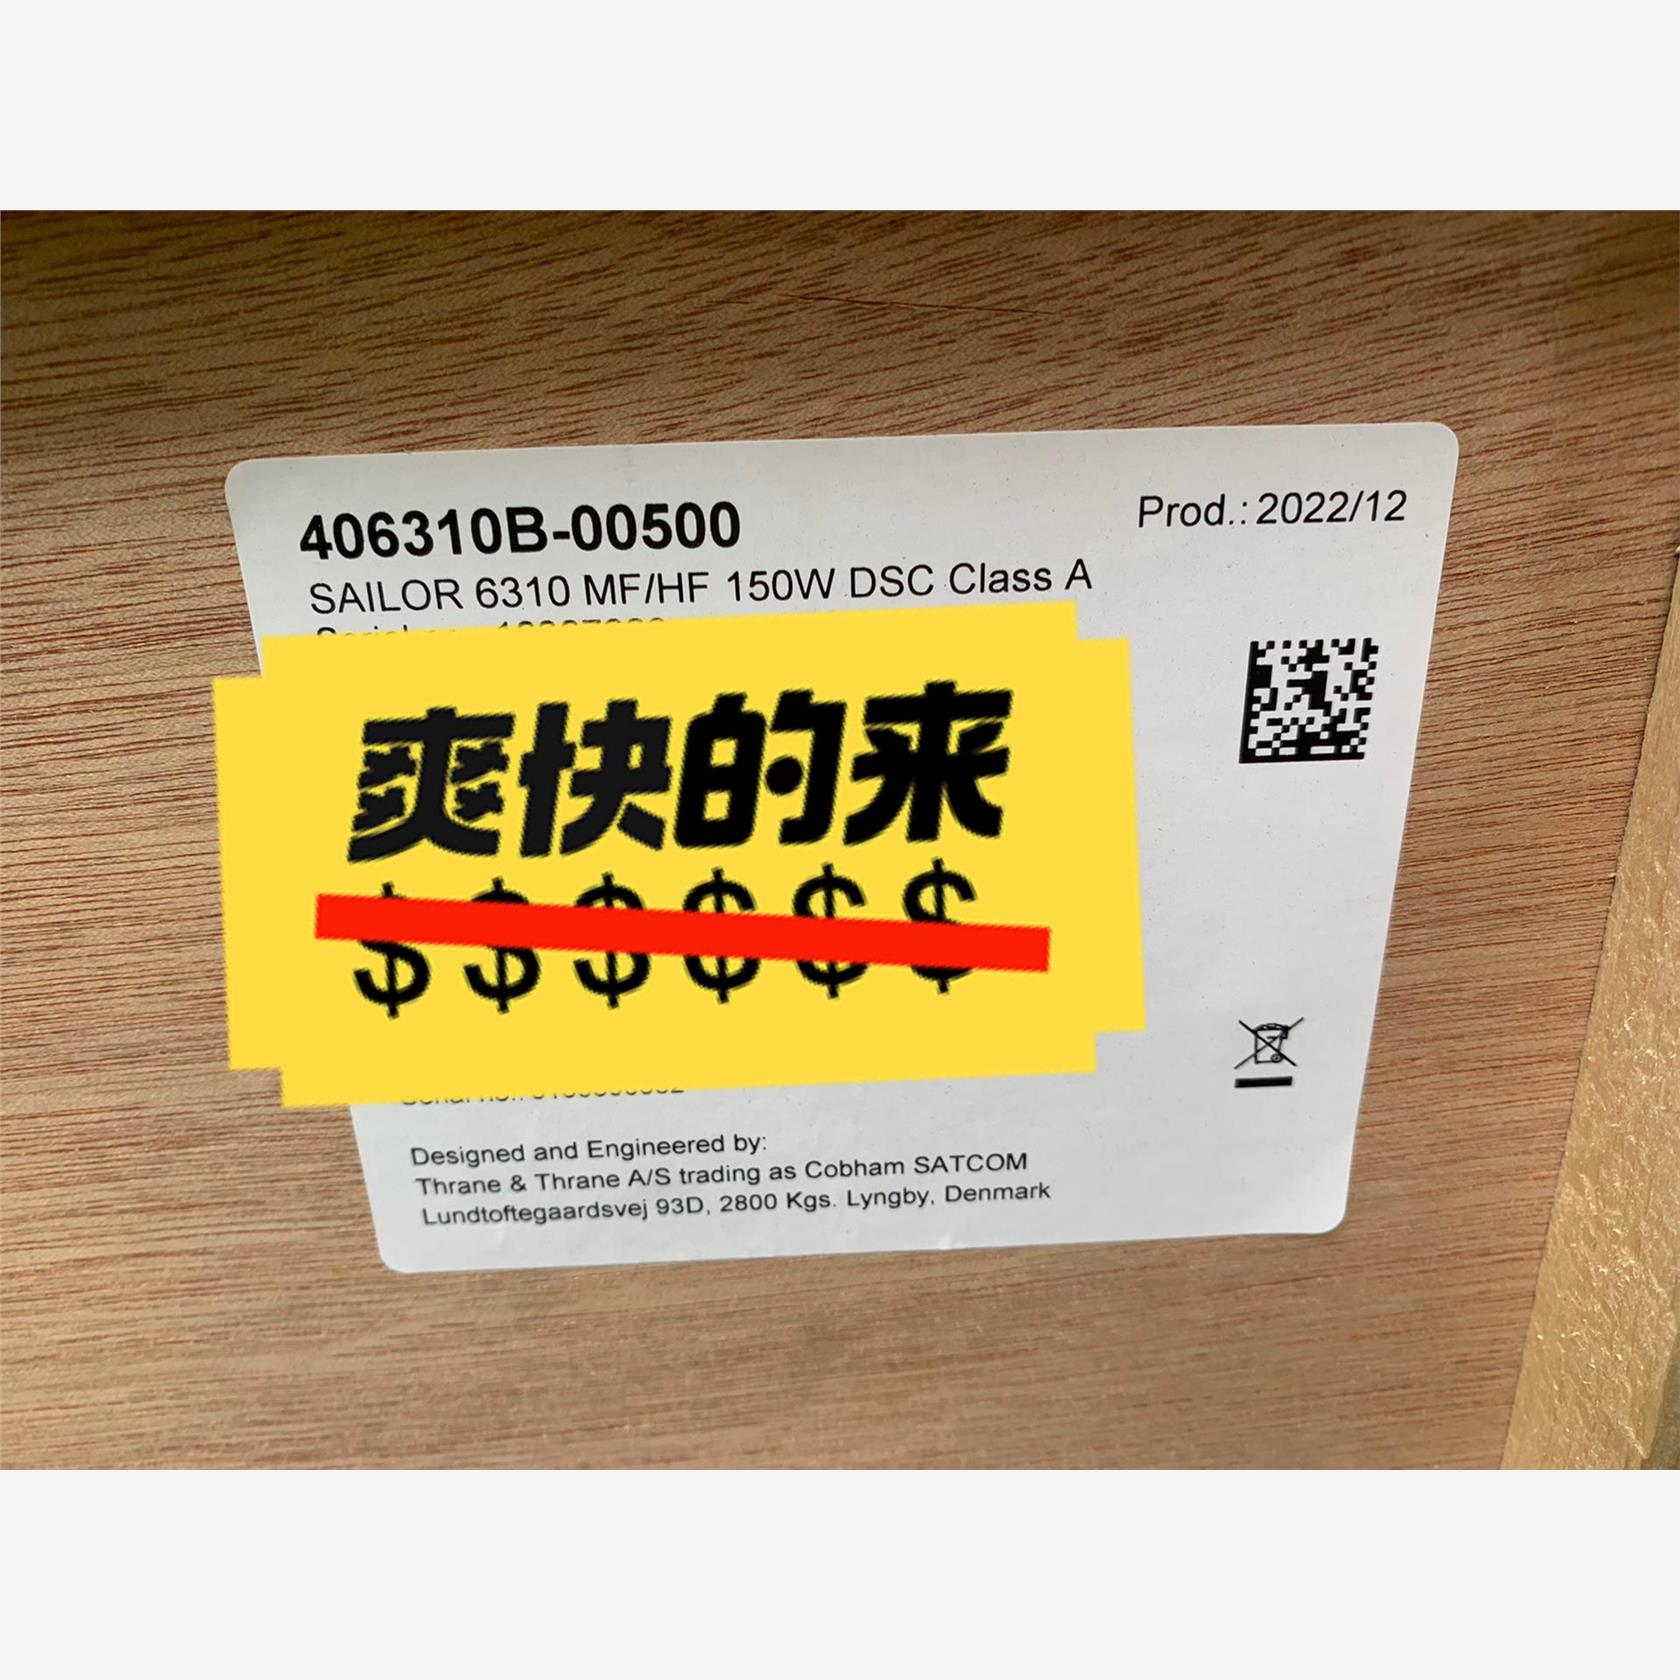 406310B-00500
Prod.: 2022/12
SAILOR 6310 MF/HF 150W DSC Class A
爽快的来
$$$$$$
Designed and Engineered by:
Thrane & Thrane A/S trading as Cobham SATCOM
Lundtoftegaardsvej 93D, 2800 Kgs. Lyngby, Denmark